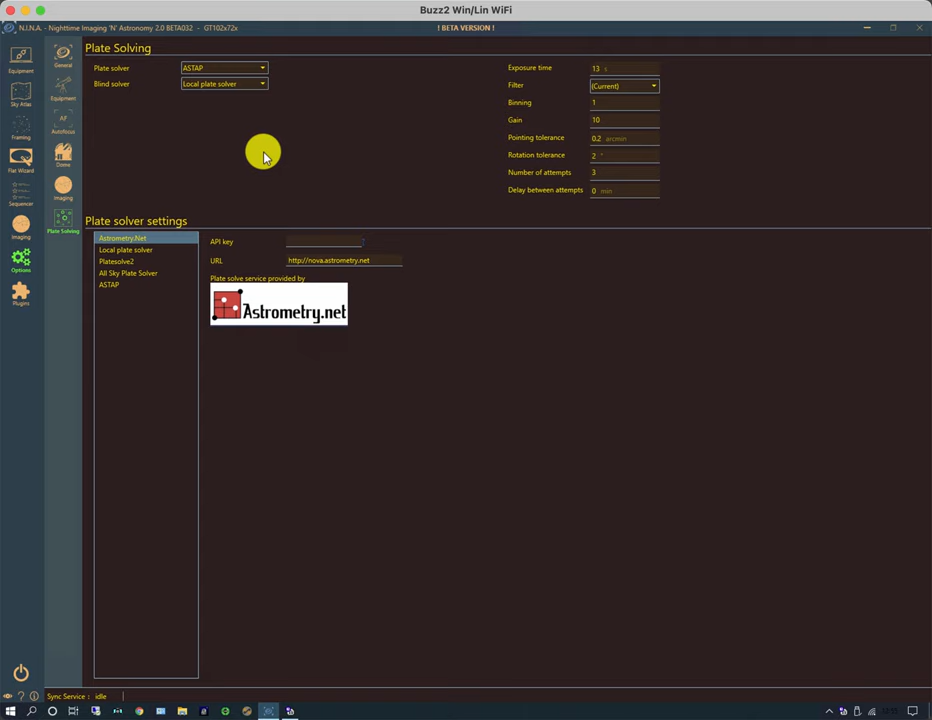 Buzz2 Win/Lin WiFi
N.I.N.A. - Nighttime Imaging 'N' Astronomy 2.0 BETA032 - GT102x72x
! BETA VERSION !
Equipment
Sky Atlas
Framing
Flat Wizard
Sequencer
Imaging
Options
Plugins
General
Equipment
AF
Autofocus
Dome
Imaging
Plate Solving
Plate Solving
Plate solver ASTAP
Blind solver Local plate solver
Exposure time 13 s
Filter (Current)
Binning 1
Gain 10
Pointing tolerance 0.2 arcmin
Rotation tolerance 2 °
Number of attempts 3
Delay between attempts 0 min
Plate solver settings
Astrometry.Net
Local plate solver
Platesolve2
All Sky Plate Solver
ASTAP
API key
URL http://nova.astrometry.net
Plate solve service provided by
Astrometry.net
Sync Service : idle